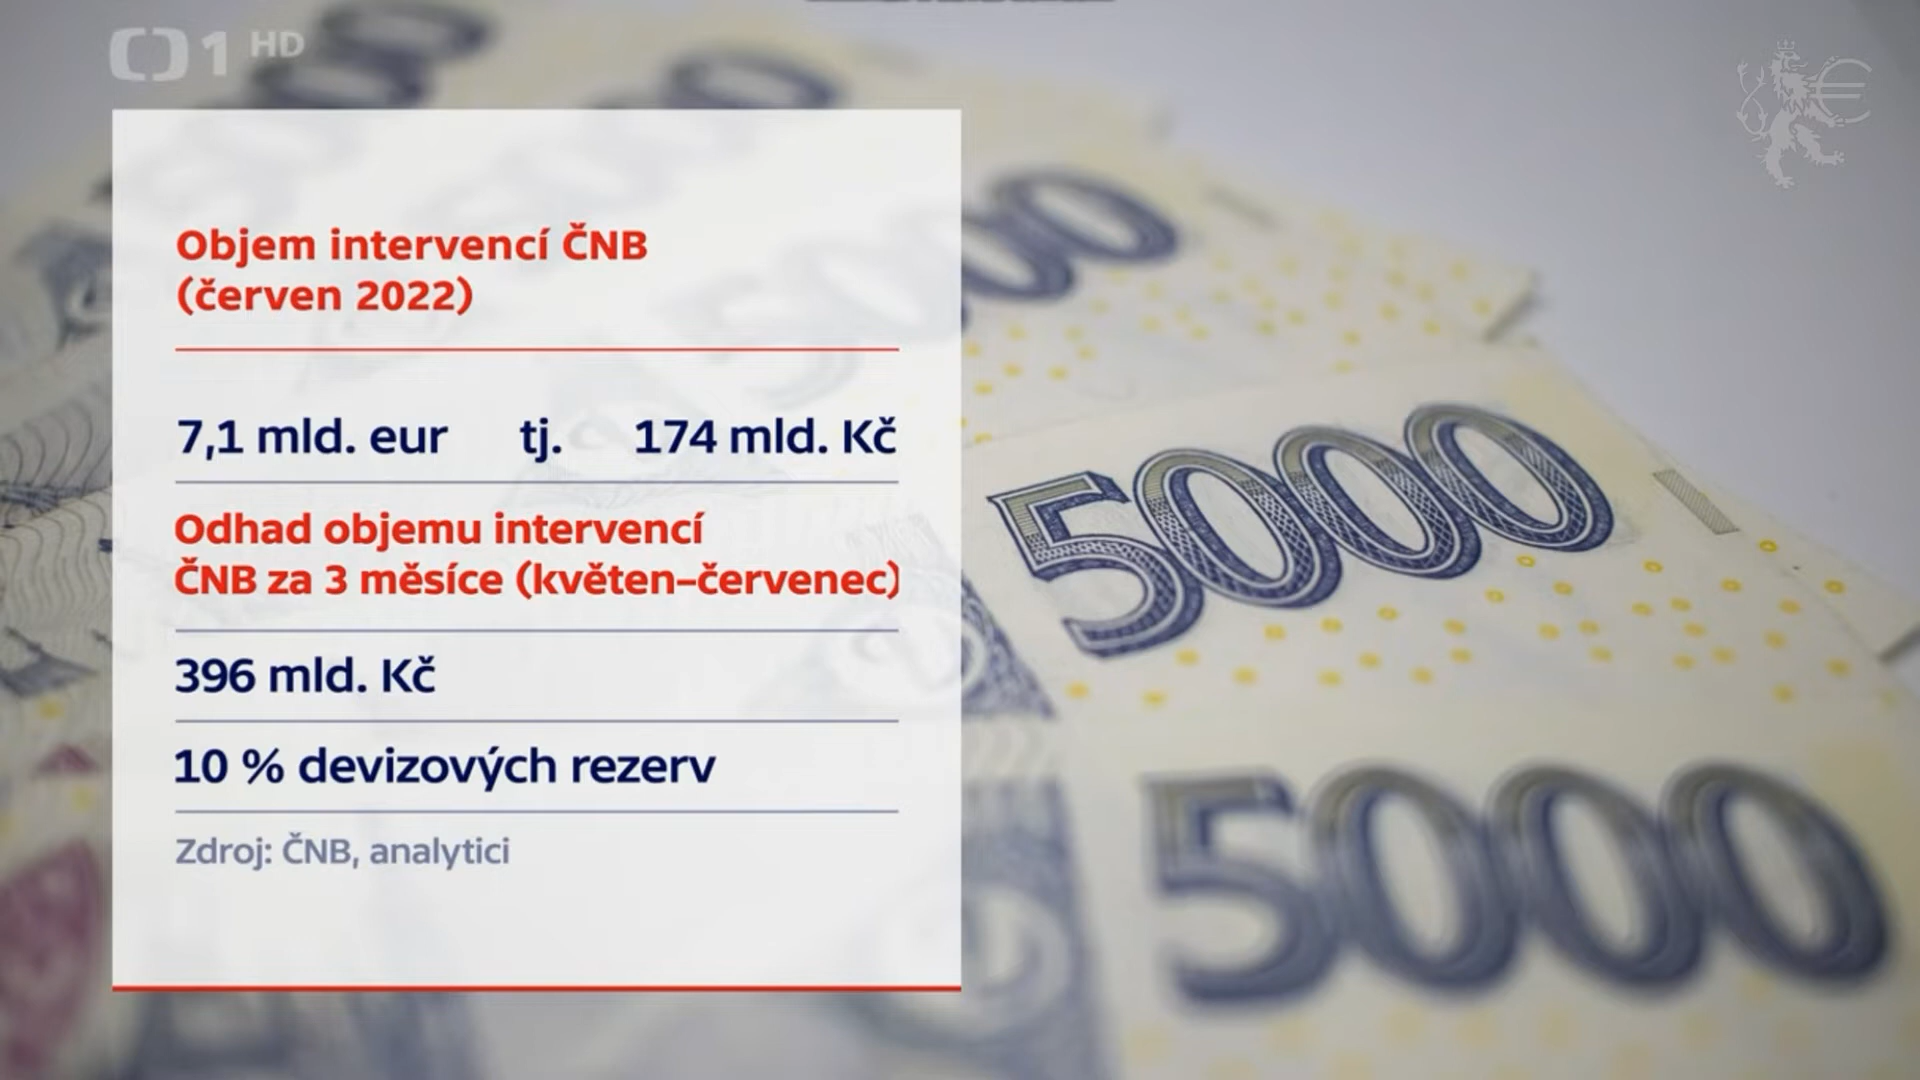 1 HD
Objem intervencí ČNB
(červen 2022)
7,1 mld. eur tj. 174 mld. Kč
Odhad objemu intervencí
ČNB za 3 měsíce (květen–červenec)
396 mld. Kč
10 % devizových rezerv
Zdroj: ČNB, analytici
5000
5000